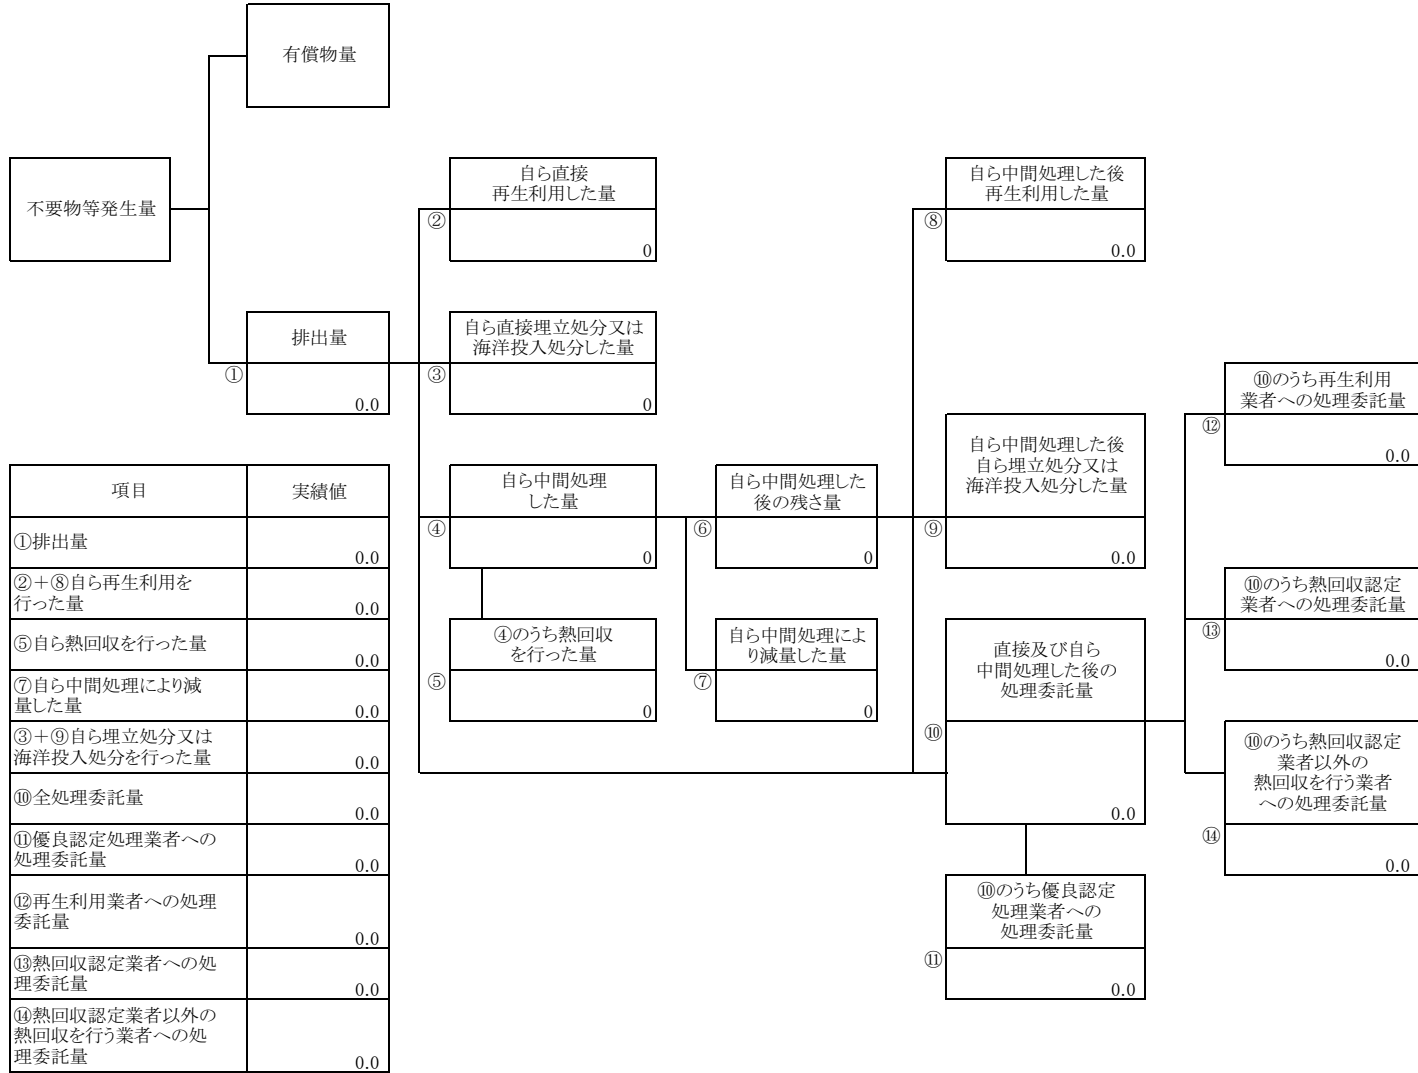 有償物量
不要物等発生量
自ら直接
再生利用した量
②
0
自ら中間処理した後
再生利用した量
⑧
0.0
排出量
①
0.0
自ら直接埋立処分又は
海洋投入処分した量
③
0
⑩のうち再生利用
業者への処理委託量
⑫
0.0
自ら中間処理
した量
④
0
自ら中間処理した
後の残さ量
⑥
0
自ら中間処理した後
自ら埋立処分又は
海洋投入処分した量
⑨
0.0
⑩のうち熱回収認定
業者への処理委託量
⑬
0.0
④のうち熱回収
を行った量
⑤
0
自ら中間処理によ
り減量した量
⑦
0
直接及び自ら
中間処理した後の
処理委託量
⑩
0.0
⑩のうち熱回収認定
業者以外の
熱回収を行う業者
への処理委託量
⑭
0.0
⑩のうち優良認定
処理業者への
処理委託量
⑪
0.0
項目
実績値
①排出量
0.0
②＋⑧自ら再生利用を
行った量
0.0
⑤自ら熱回収を行った量
0.0
⑦自ら中間処理により減
量した量
0.0
③＋⑨自ら埋立処分又は
海洋投入処分を行った量
0.0
⑩全処理委託量
0.0
⑪優良認定処理業者への
処理委託量
0.0
⑫再生利用業者への処理
委託量
0.0
⑬熱回収認定業者への処
理委託量
0.0
⑭熱回収認定業者以外の
熱回収を行う業者への処
理委託量
0.0